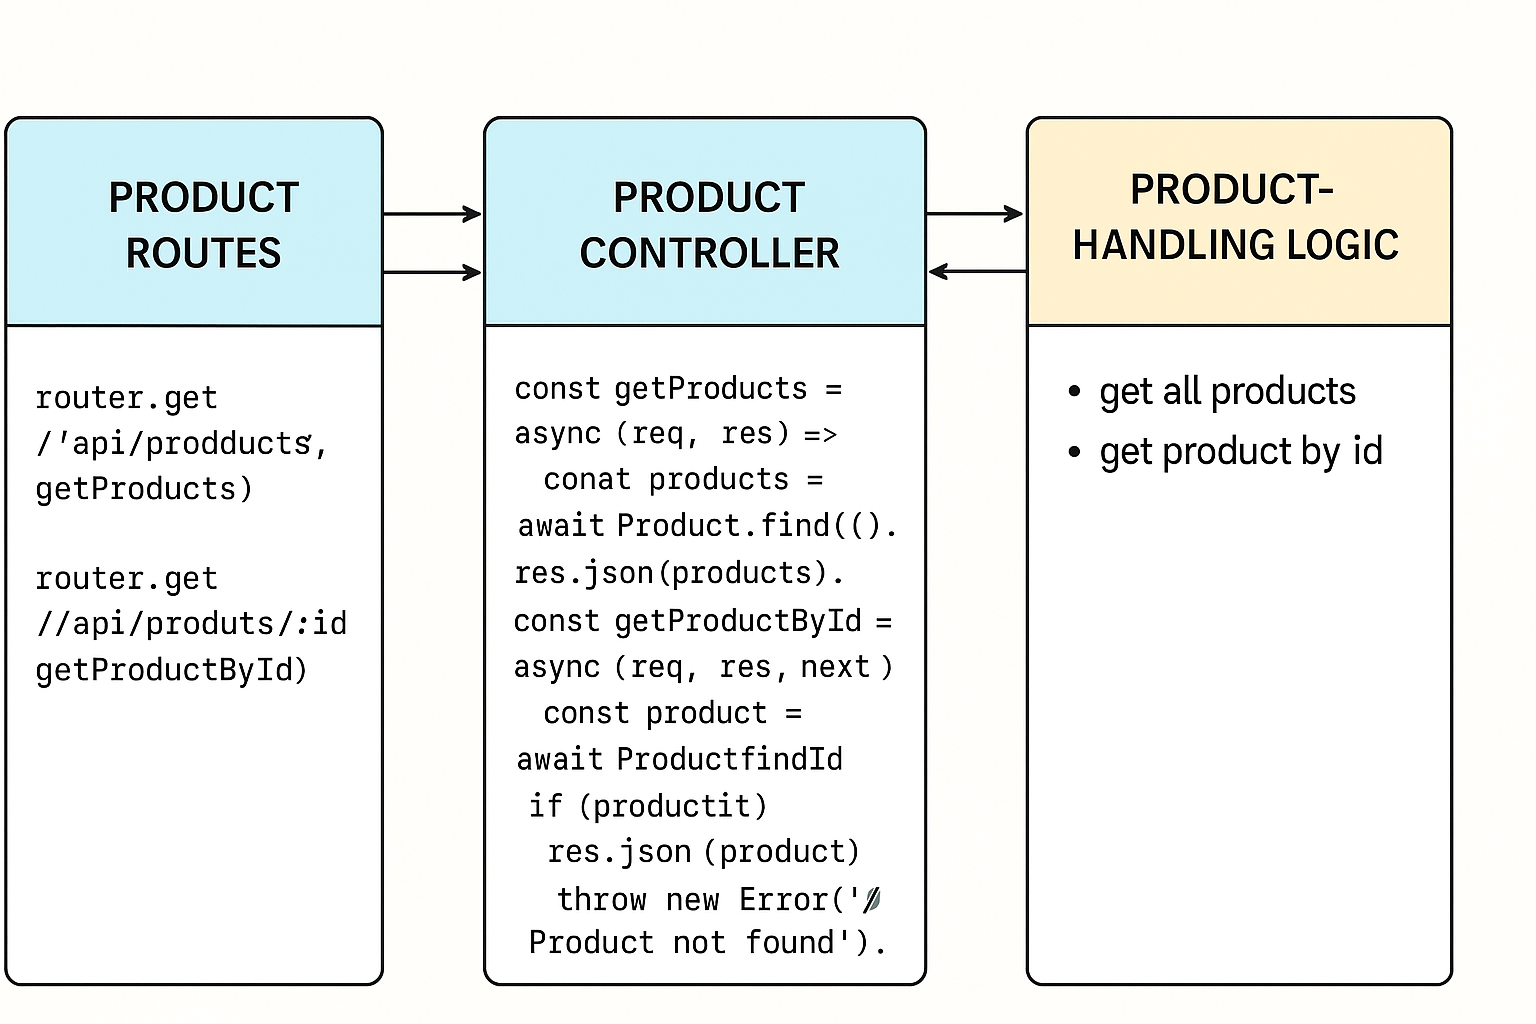 PRODUCT
ROUTES
router.get
/'api/prodducts',
getProducts)
router.get
//api/produts/:id
getProductById)
PRODUCT
CONTROLLER
const getProducts =
async (req, res) =>
conat products =
await Product.find(().
res.json(products).
const getProductById =
async (req, res, next )
const product =
await ProductfindId
if (productit)
res.json (product)
throw new Error('
Product not found').
PRODUCT-
HANDLING LOGIC
• get all products
• get product by id